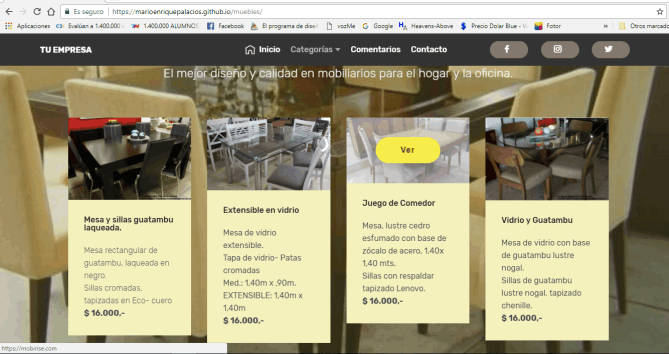 Es seguro | https://marioenriquepalacios.github.io/muebles/
Aplicaciones
Evalúan a 1.400.000
1.400.000 ALUMNOS
Facebook
El programa de diseñ
vozMe
Google
Heavens-Above
Precio Dolar Blue - V
Fotor
»
Otros marcado
TU EMPRESA
Inicio
Categorías
Comentarios
Contacto
El mejor diseño y calidad en mobiliarios para el hogar y la oficina.
Mesa y sillas guatambu
laqueada.
Mesa rectangular de
guatambu, laqueada en
negro.
Sillas cromadas,
tapizadas en Eco- cuero
$ 16.000,-
Extensible en vidrio
Mesa de vidrio
extensible.
Tapa de vidrio- Patas
cromadas
Med.: 1,40m x ,90m.
EXTENSIBLE: 1,40m x
1,40m
$ 16.000,-
Ver
Juego de Comedor
Mesa, lustre cedro
esfumado con base de
zócalo de acero, 1,40x
1,40 mts.
Sillas con respaldar
tapizado Lenovo.
$ 16.000,-
Vidrio y Guatambu
Mesa de vidrio con base
de guatambu lustre
nogal.
Sillas de guatambu
lustre nogal, tapizado
chenille.
$ 16.000,-
https://mobirise.com